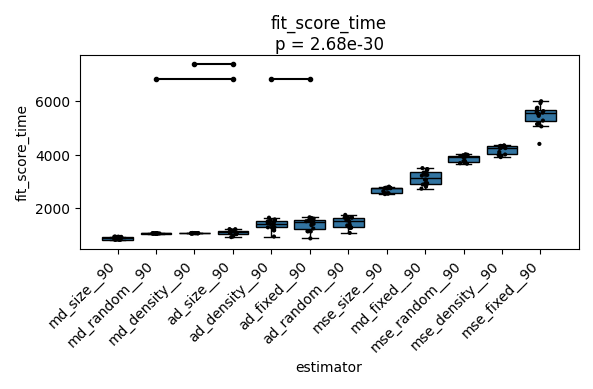 fit_score_time
p = 2.68e-30
fit_score_time
6000
4000
2000
md_size__90
md_random__90
md_density__90
ad_size__90
ad_density__90
ad_fixed__90
ad_random__90
mse_size__90
md_fixed__90
mse_random__90
mse_density__90
mse_fixed__90
estimator